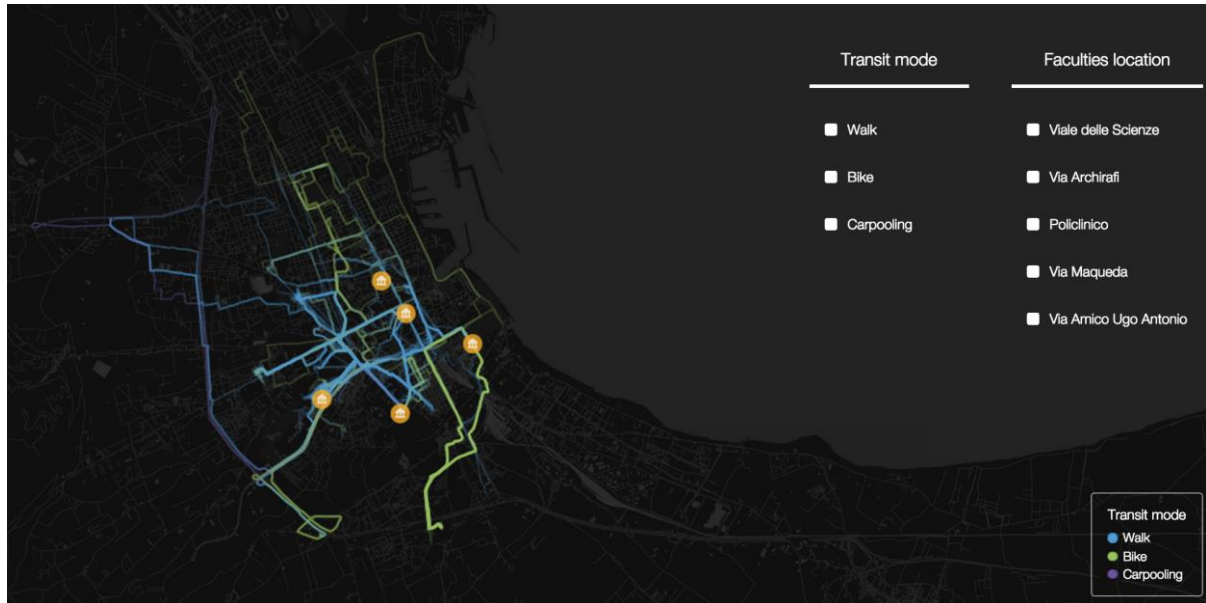 Transit mode
Walk
Bike
Carpooling
Faculties location
Viale delle Scienze
Via Archirafi
Policlinico
Via Maqueda
Via Amico Ugo Antonio
Transit mode
Walk
Bike
Carpooling